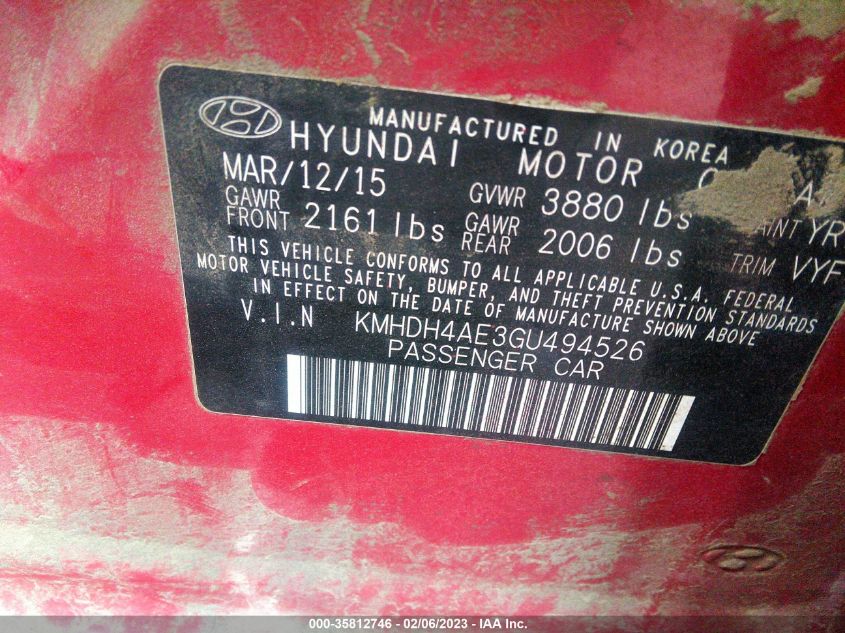 MANUFACTURED IN KOREA
HYUNDAI MOTOR
MAR/12/15 GVWR 3880 lbs
GAWR FRONT 2161 lbs GAWR REAR 2006 lbs TRIM VYF
THIS VEHICLE CONFORMS TO ALL APPLICABLE U.S.A. FEDERAL
MOTOR VEHICLE SAFETY, BUMPER, AND THEFT PREVENTION STANDARDS
IN EFFECT ON THE DATE OF MANUFACTURE SHOWN ABOVE
V.I.N KMHDH4AE3GU494526
PASSENGER CAR
000-35812746 - 02/06/2023 - IAA Inc.